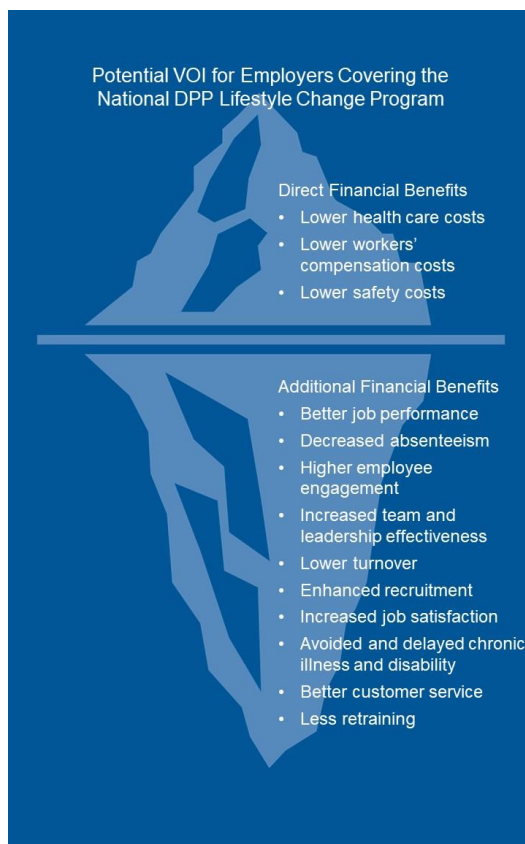 Potential VOI for Employers Covering the
National DPP Lifestyle Change Program
Direct Financial Benefits
• Lower health care costs
• Lower workers'
compensation costs
• Lower safety costs
Additional Financial Benefits
• Better job performance
• Decreased absenteeism
• Higher employee
engagement
• Increased team and
leadership effectiveness
• Lower turnover
• Enhanced recruitment
• Increased job satisfaction
• Avoided and delayed chronic
illness and disability
• Better customer service
• Less retraining